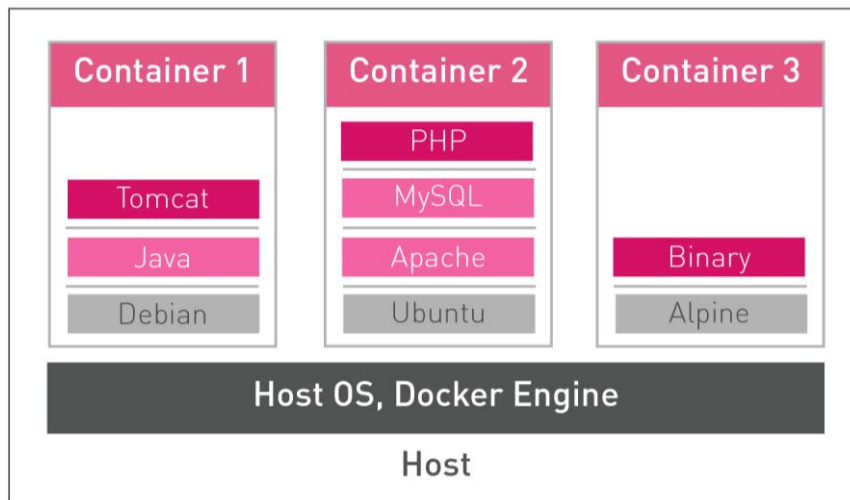 Container 1
Tomcat
Java
Debian
Container 2
PHP
MySQL
Apache
Ubuntu
Container 3
Binary
Alpine
Host OS, Docker Engine
Host